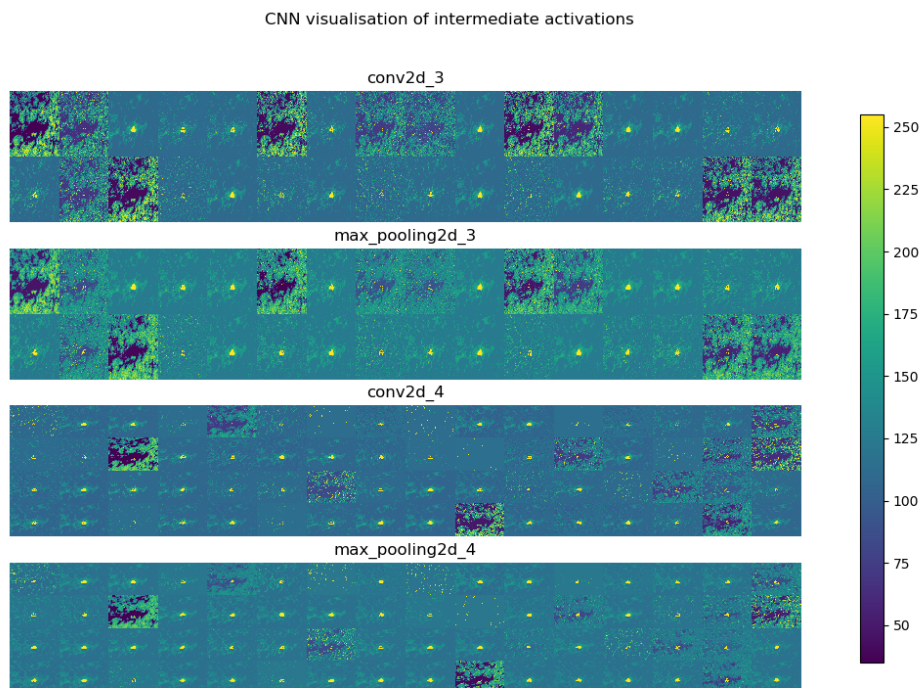 CNN visualisation of intermediate activations
conv2d_3
max_pooling2d_3
conv2d_4
max_pooling2d_4
250
225
200
175
150
125
100
75
50